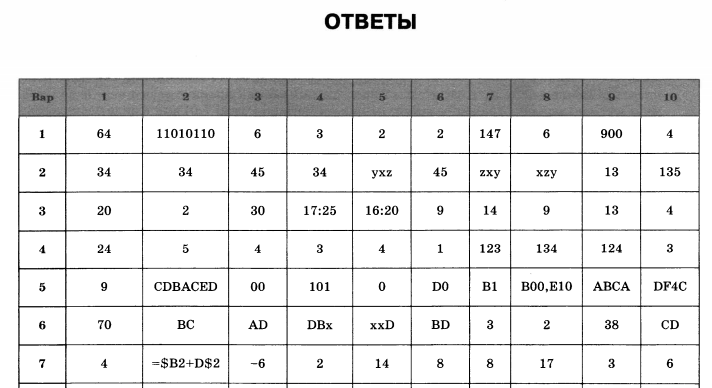 ОТВЕТЫ
Вар 1 2 3 4 5 6 7 8 9 10
1 64 11010110 6 3 2 2 147 6 900 4
2 34 34 45 34 yxz 45 zxy xzy 13 135
3 20 2 30 17:25 16:20 9 14 9 13 4
4 24 5 4 3 4 1 123 134 124 3
5 9 CDBACED 00 101 0 D0 B1 B00,E10 ABCA DF4C
6 70 BC AD DBx xxD BD 3 2 38 CD
7 4 =$B2+D$2 −6 2 14 8 8 17 3 6